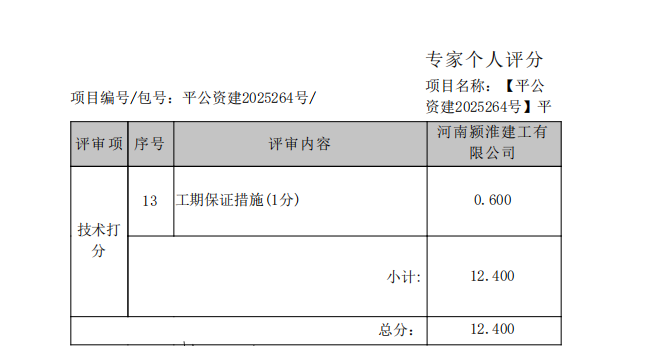 专家个人评分
项目编号/包号: 平公资建2025264号/
项目名称: 【平公
资建2025264号】平
评审项 序号 评审内容 河南颍淮建工有
限公司
13 工期保证措施(1分) 0.600
技术打
分
小计: 12.400
总分: 12.400